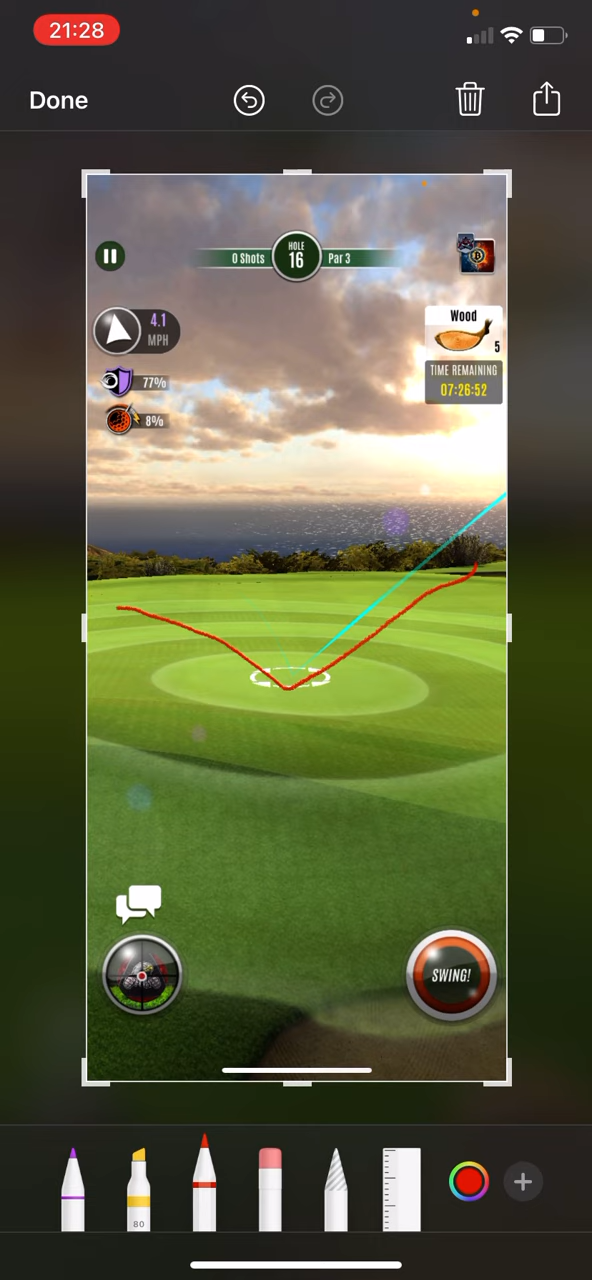 21:28
Done
0 Shots
HOLE
16
Par 3
4.1
MPH
77%
8%
Wood
5
TIME REMAINING
07:26:52
SWING!
80